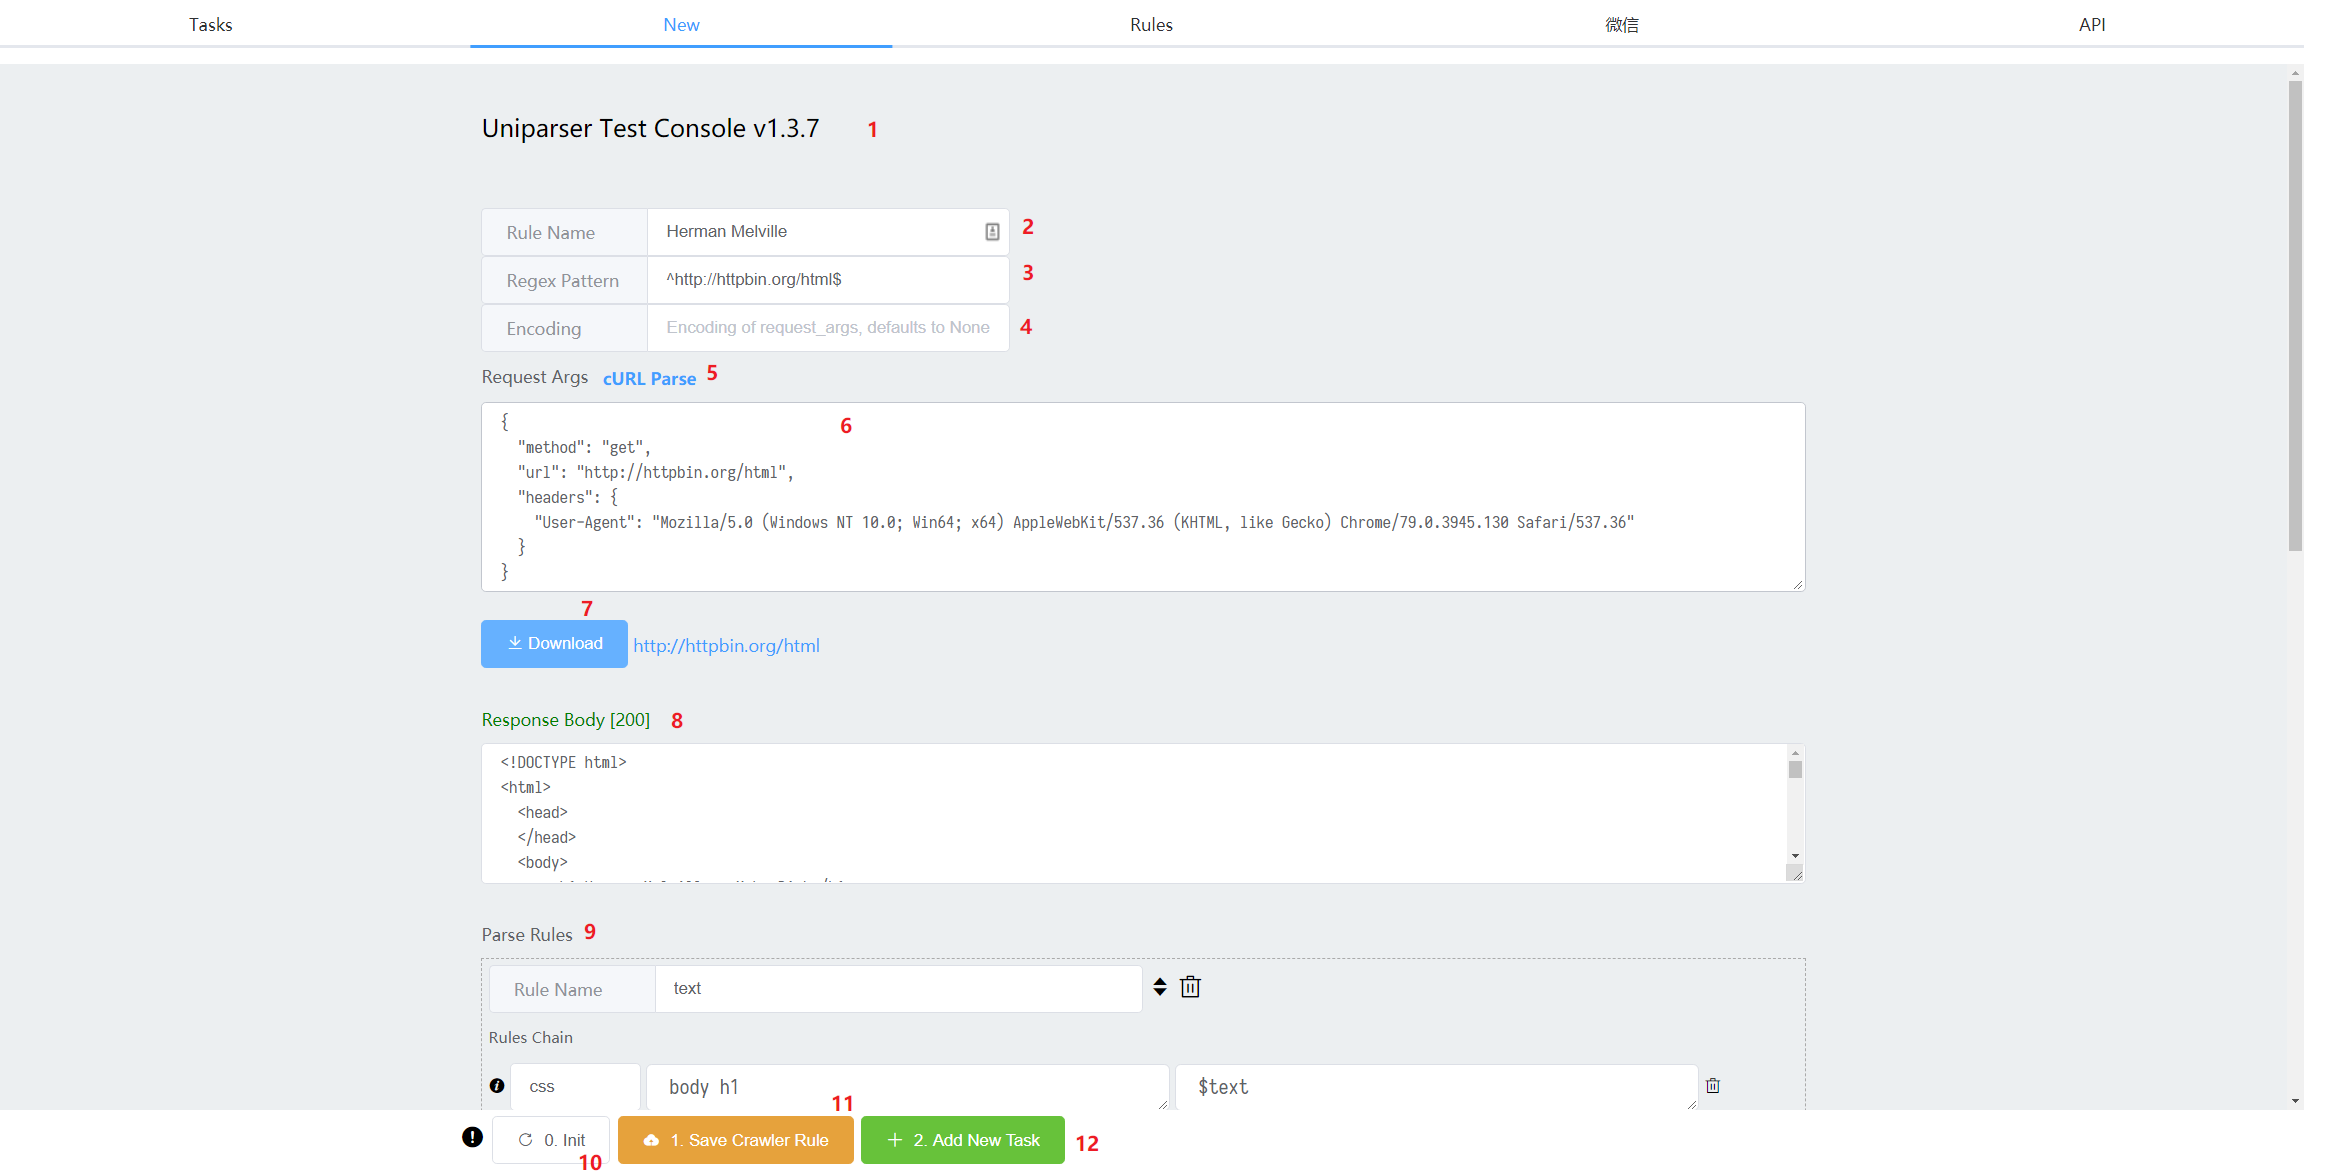 Tasks New Rules 微信 API
Uniparser Test Console v1.3.7 1
Rule Name Herman Melville 2
Regex Pattern ^http://httpbin.org/html$ 3
Encoding Encoding of request_args, defaults to None 4
Request Args cURL Parse 5
{ 6
"method": "get",
"url": "http://httpbin.org/html",
"headers": {
"User-Agent": "Mozilla/5.0 (Windows NT 10.0; Win64; x64) AppleWebKit/537.36 (KHTML, like Gecko) Chrome/79.0.3945.130 Safari/537.36"
}
}
7
Download http://httpbin.org/html
Response Body [200] 8
<!DOCTYPE html>
<html>
<head>
</head>
<body>
Parse Rules 9
Rule Name text
Rules Chain
css body h1 $text
11
0. Init 1. Save Crawler Rule 2. Add New Task 12
10